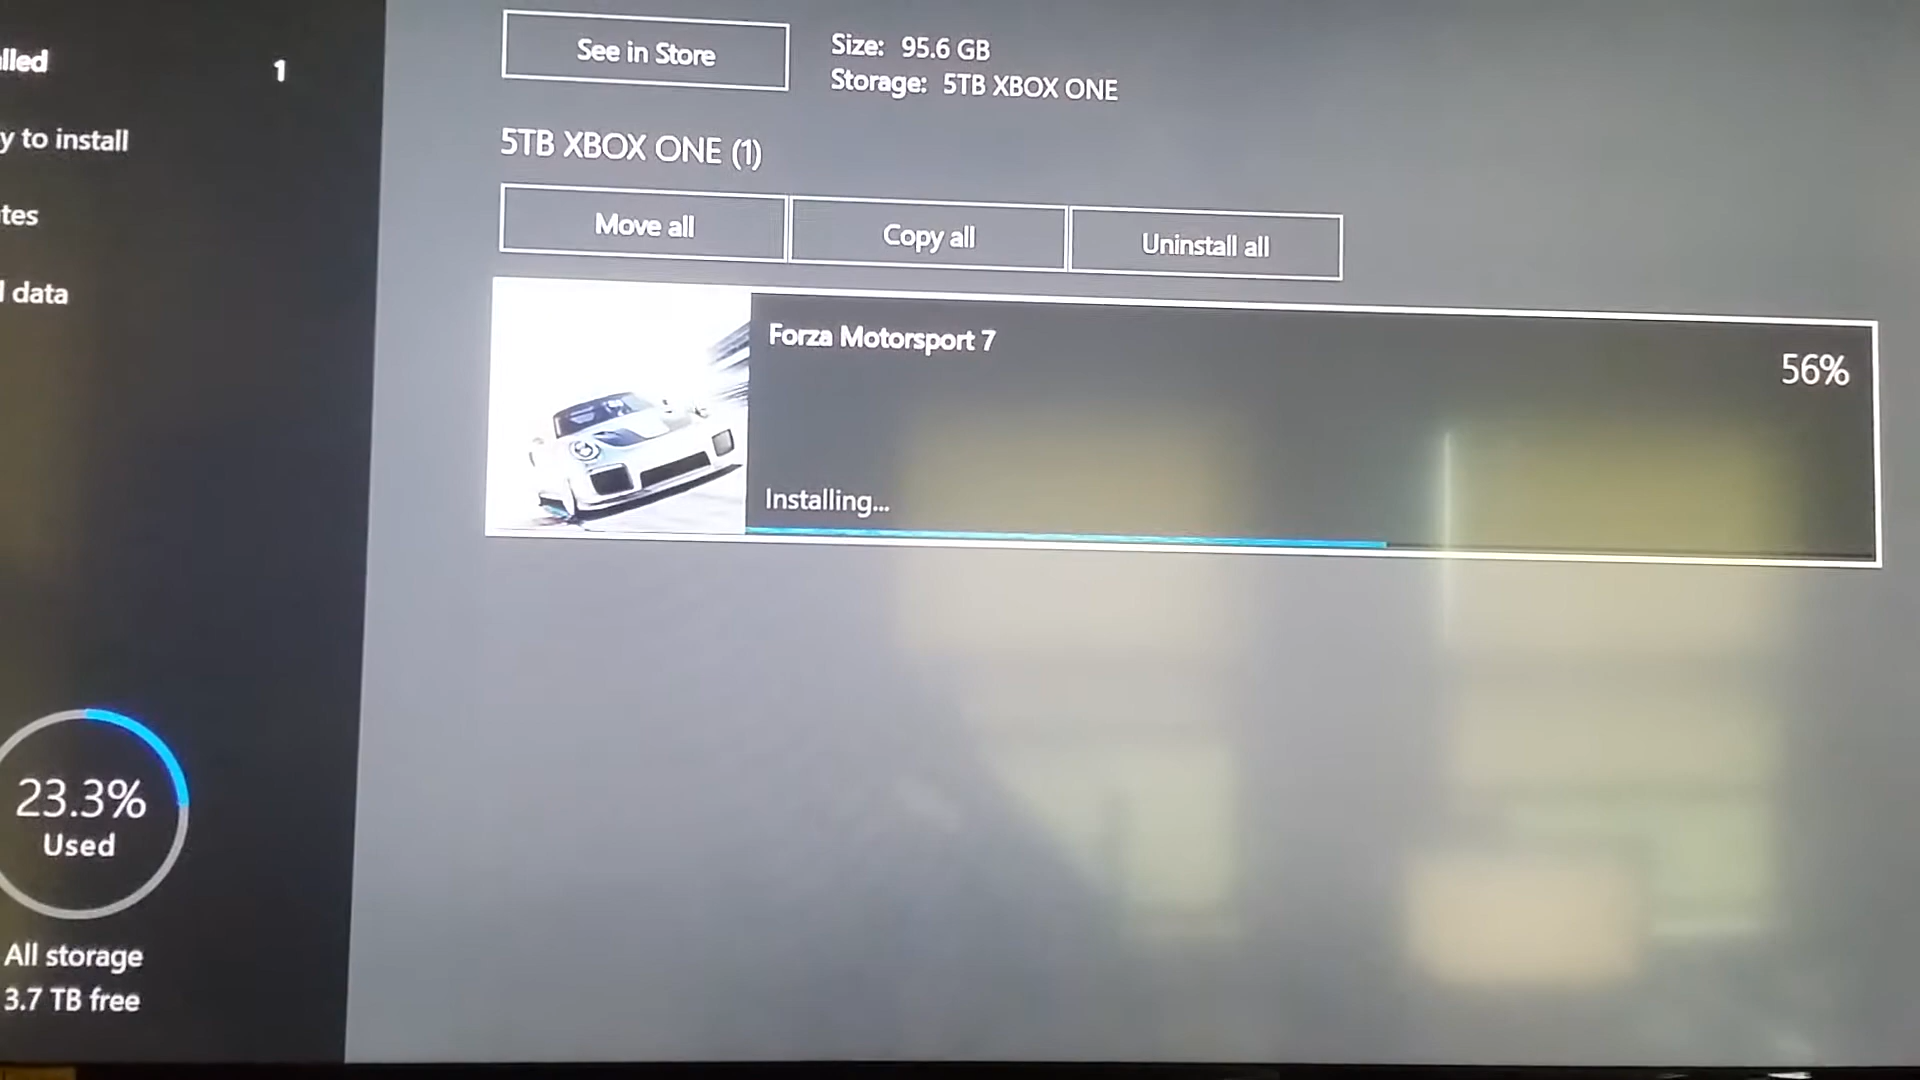 lled 1
y to install
tes
l data
23.3%
Used
All storage
3.7 TB free
See in Store
Size: 95.6 GB
Storage: 5TB XBOX ONE
5TB XBOX ONE (1)
Move all
Copy all
Uninstall all
Forza Motorsport 7
56%
Installing...